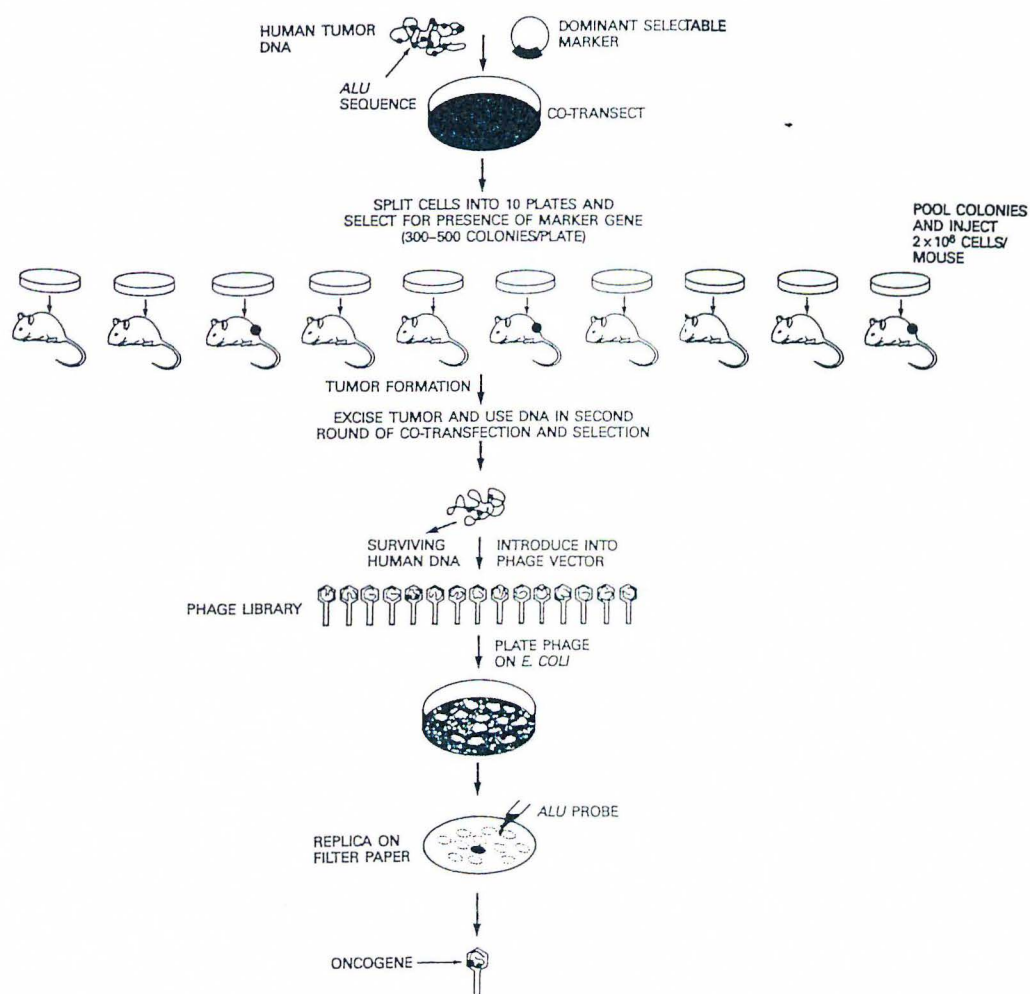 HUMAN TUMOR
DNA
DOMINANT SELECTABLE
MARKER
ALU
SEQUENCE
CO-TRANSECT
SPLIT CELLS INTO 10 PLATES AND
SELECT FOR PRESENCE OF MARKER GENE
(300–500 COLONIES/PLATE)
POOL COLONIES
AND INJECT
2 x 10⁶ CELLS/
MOUSE
TUMOR FORMATION
EXCISE TUMOR AND USE DNA IN SECOND
ROUND OF CO-TRANSFECTION AND SELECTION
SURVIVING
HUMAN DNA
INTRODUCE INTO
PHAGE VECTOR
PHAGE LIBRARY
PLATE PHAGE
ON E. COLI
ALU PROBE
REPLICA ON
FILTER PAPER
ONCOGENE